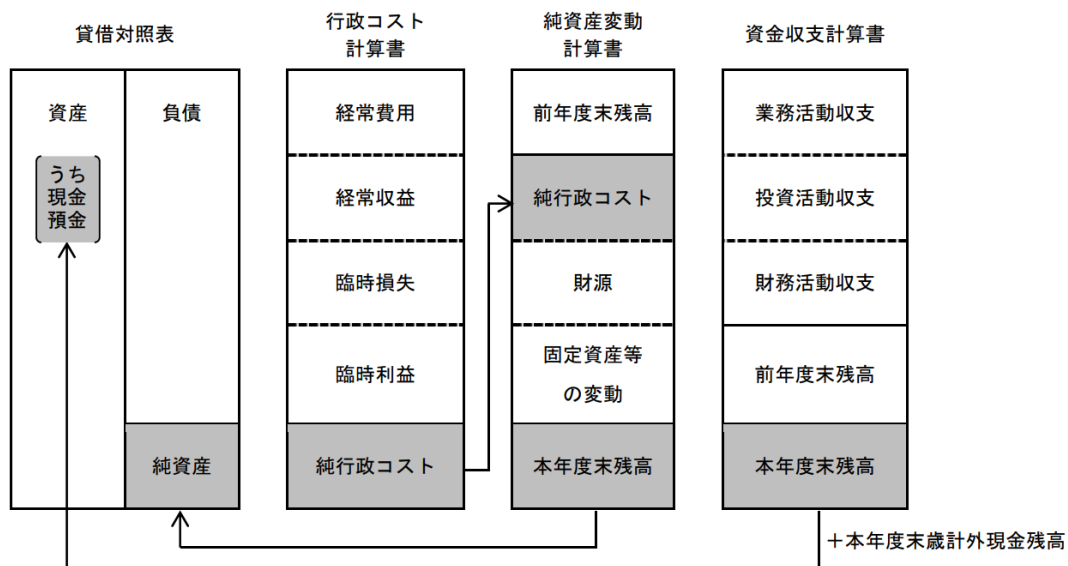 貸借対照表
資産
うち
現金
預金
負債
純資産
行政コスト
計算書
経常費用
経常収益
臨時損失
臨時利益
純行政コスト
純資産変動
計算書
前年度末残高
純行政コスト
財源
固定資産等
の変動
本年度末残高
資金収支計算書
業務活動収支
投資活動収支
財務活動収支
前年度末残高
本年度末残高
＋本年度末歳計外現金残高